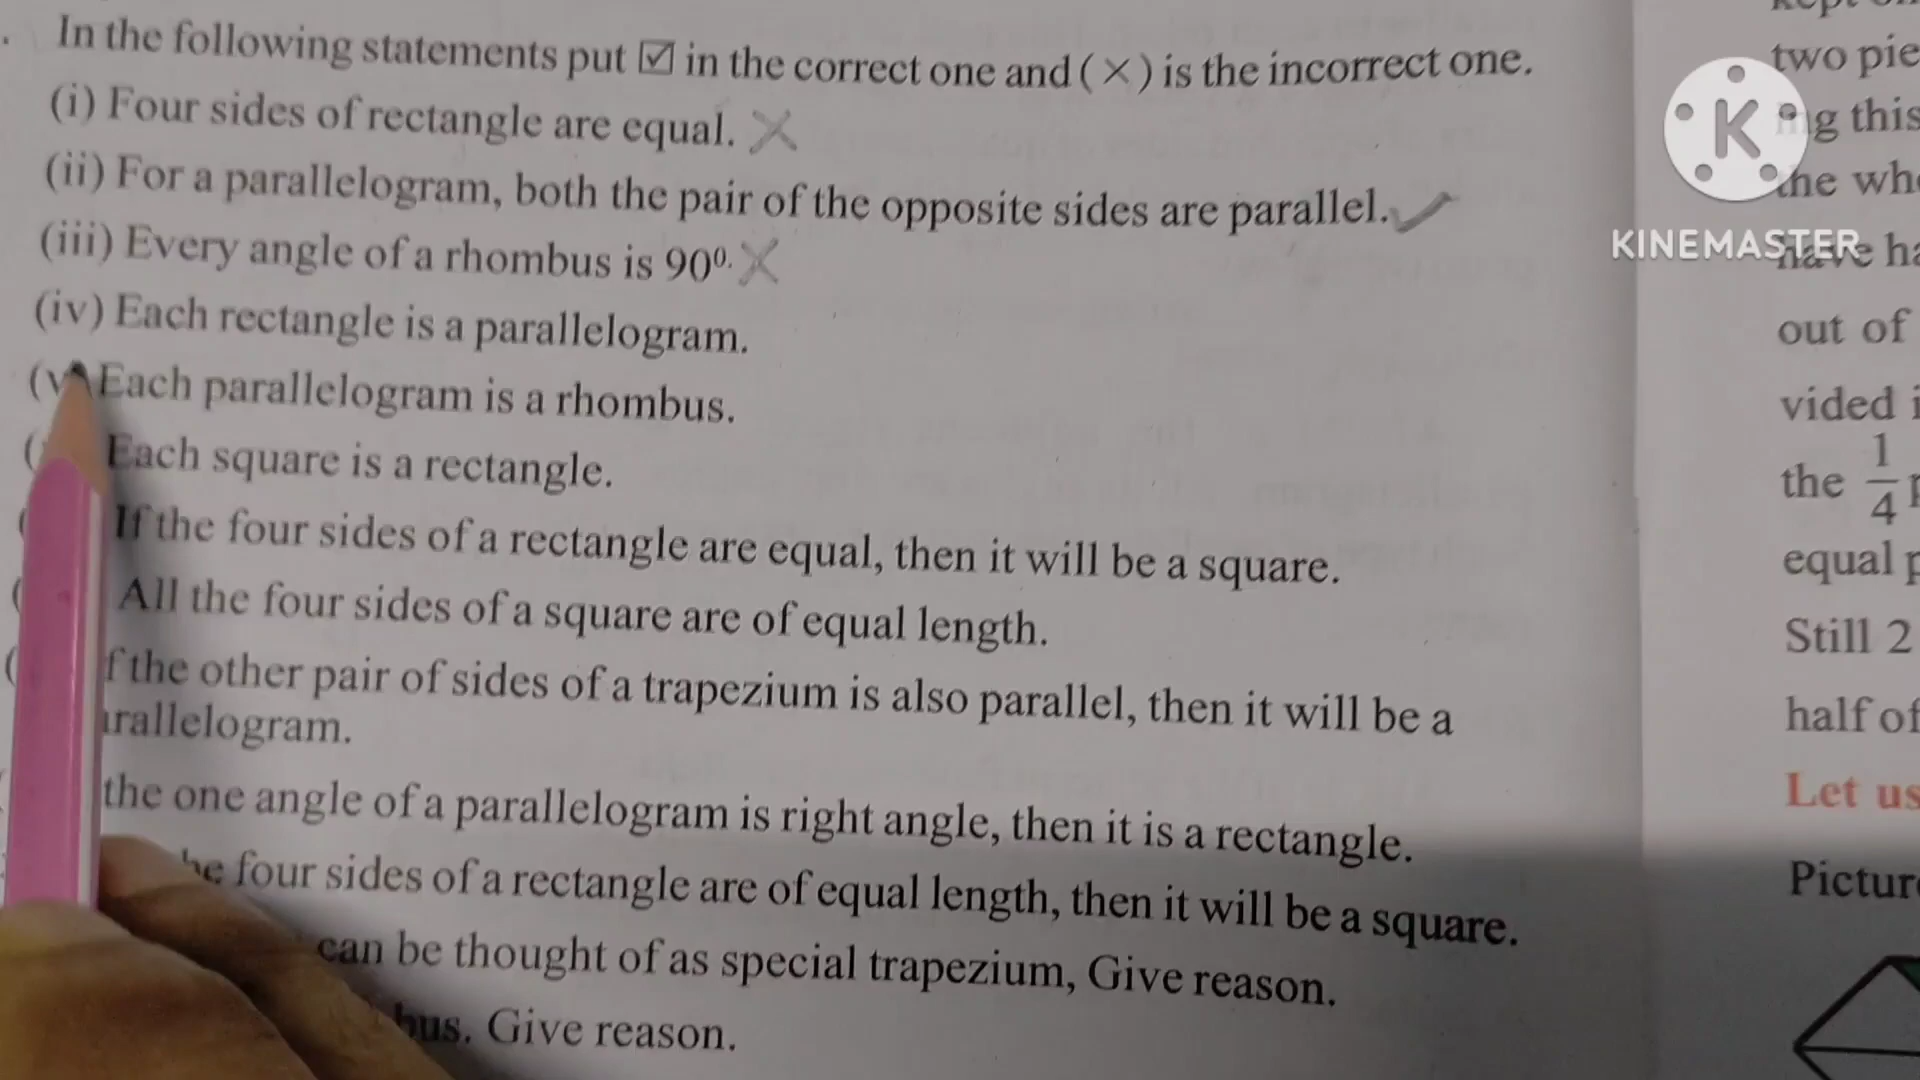 In the following statements put ☑ in the correct one and (×) is the incorrect one.
(i) Four sides of rectangle are equal. ×
(ii) For a parallelogram, both the pair of the opposite sides are parallel. ✓
(iii) Every angle of a rhombus is 90⁰. ×
(iv) Each rectangle is a parallelogram.
(v) Each parallelogram is a rhombus.
Each square is a rectangle.
If the four sides of a rectangle are equal, then it will be a square.
All the four sides of a square are of equal length.
f the other pair of sides of a trapezium is also parallel, then it will be a
rallelogram.
the one angle of a parallelogram is right angle, then it is a rectangle.
he four sides of a rectangle are of equal length, then it will be a square.
can be thought of as special trapezium, Give reason.
bus. Give reason.
two pie
g this
the wh
have ha
out of
vided i
the 1/4 p
equal p
Still 2
half of
Let us
Pictur
K
KINEMASTER